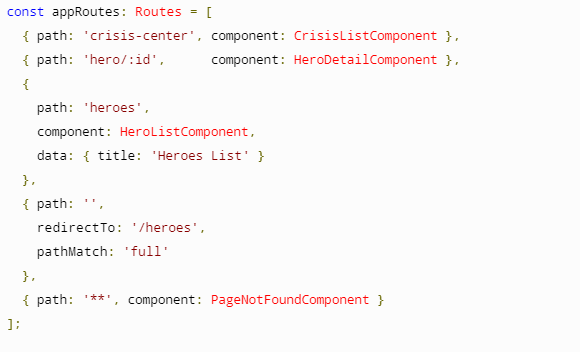 const appRoutes: Routes = [
  { path: 'crisis-center', component: CrisisListComponent },
  { path: 'hero/:id',      component: HeroDetailComponent },
  {
    path: 'heroes',
    component: HeroListComponent,
    data: { title: 'Heroes List' }
  },
  { path: '',
    redirectTo: '/heroes',
    pathMatch: 'full'
  },
  { path: '**', component: PageNotFoundComponent }
];